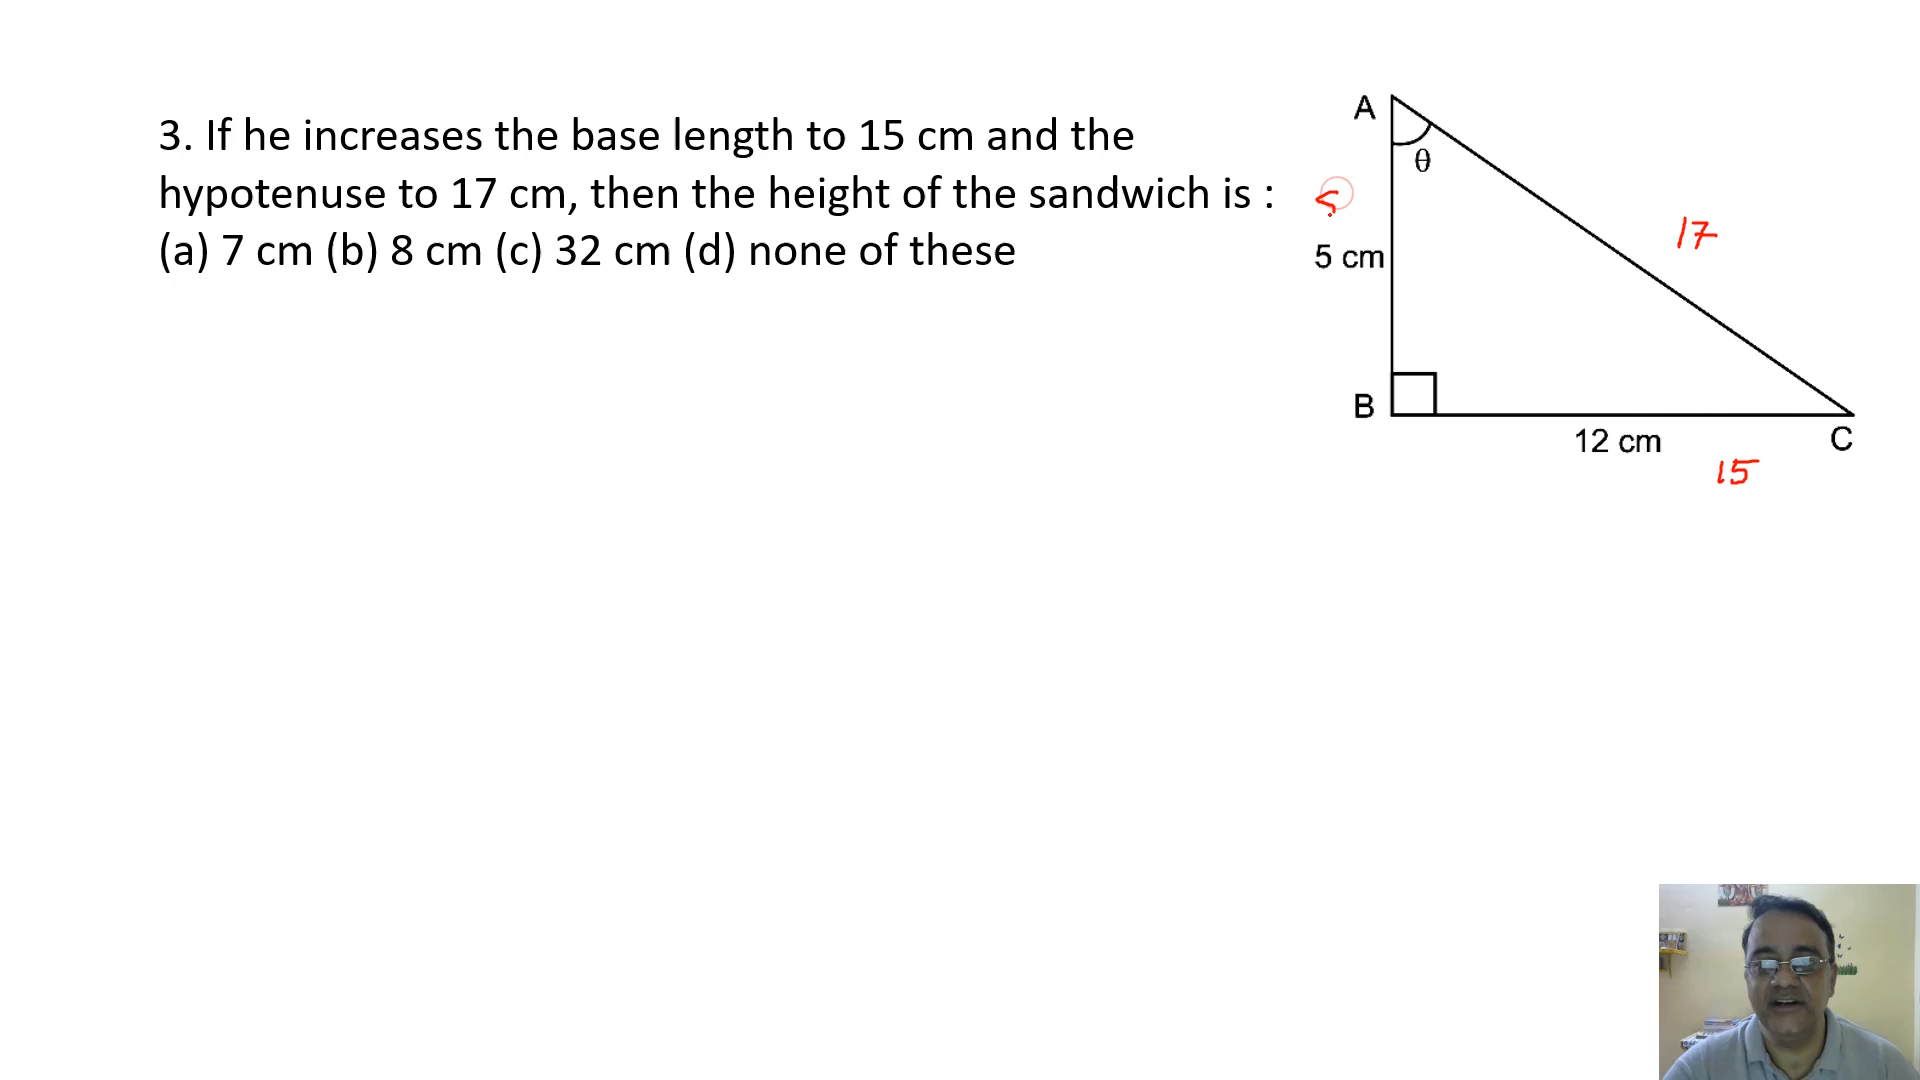 3. If he increases the base length to 15 cm and the
hypotenuse to 17 cm, then the height of the sandwich is :
(a) 7 cm (b) 8 cm (c) 32 cm (d) none of these
A
θ
17
5 cm
B
12 cm
C
15